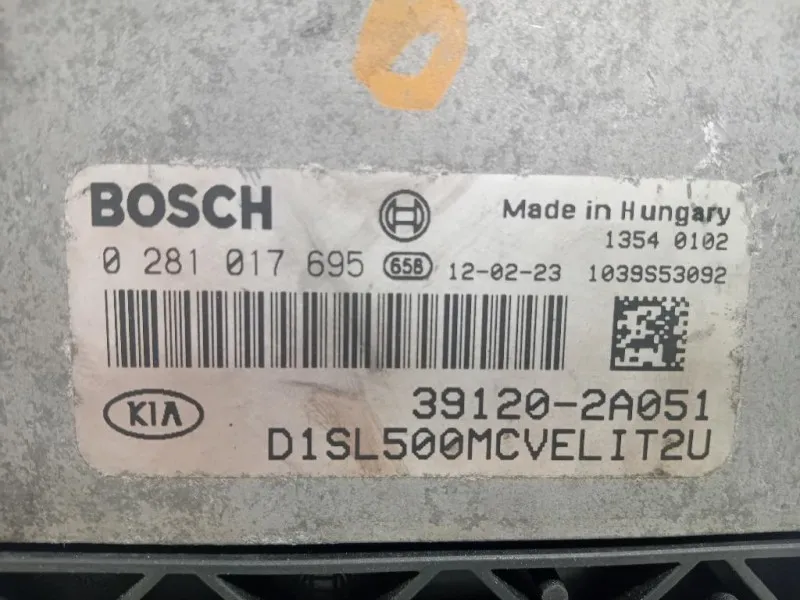 BOSCH
Made in Hungary
1354 0102
0 281 017 695 658 12-02-23 1039S53092
KIA 39120-2A051
D1SL500MCVELIT2U